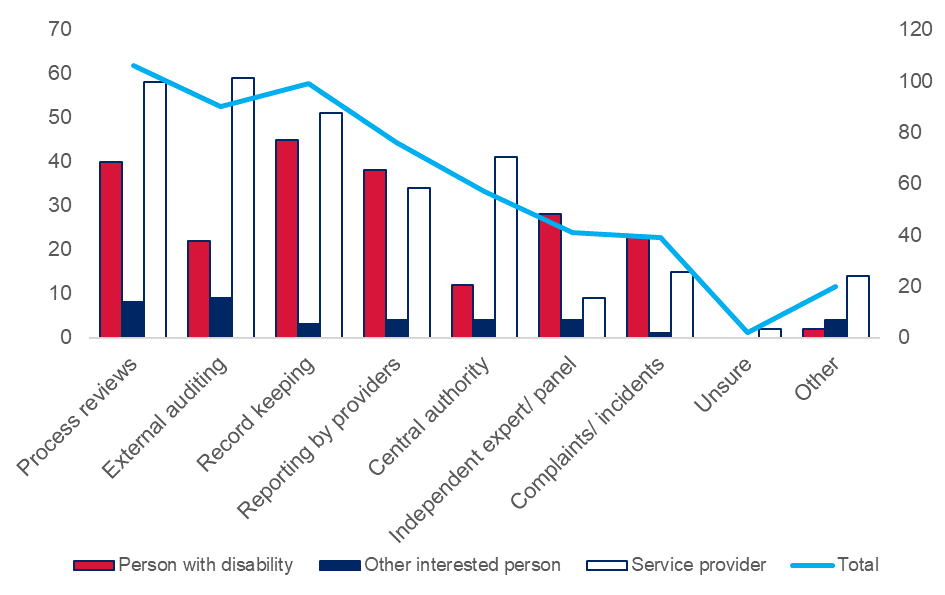 70
60
50
40
30
20
10
0
120
100
80
60
40
20
0
Process reviews
External auditing
Record keeping
Reporting by providers
Central authority
Independent expert/ panel
Complaints/ incidents
Unsure
Other
Person with disability Other interested person Service provider Total